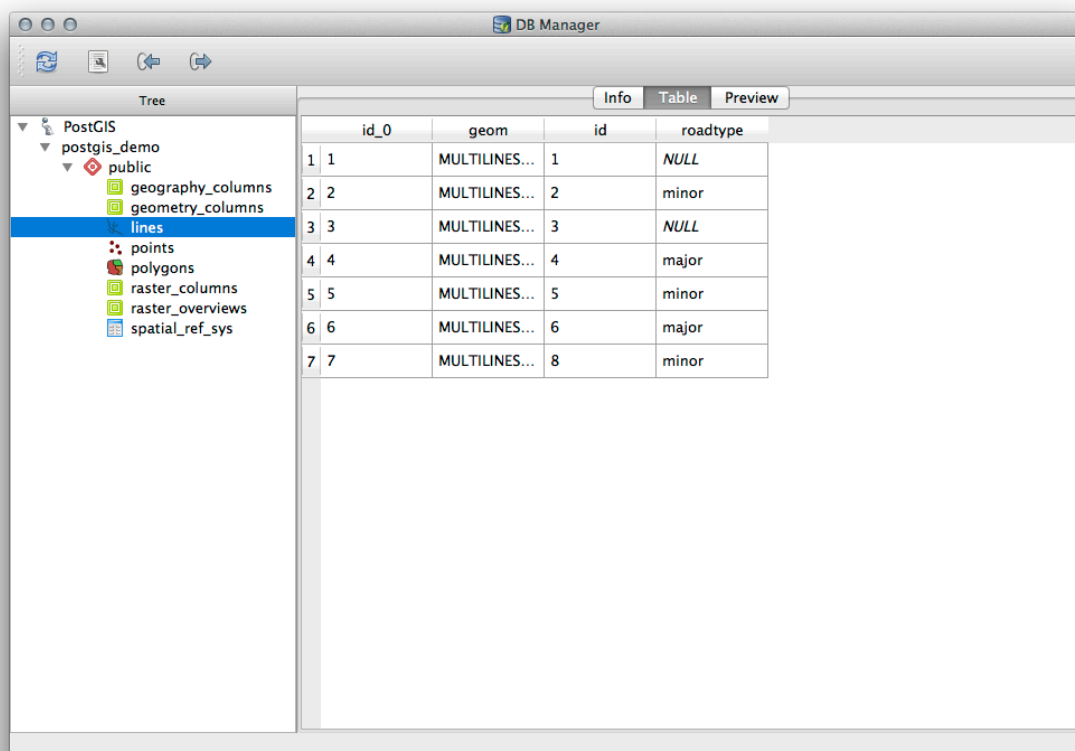 DB Manager
Tree
Info Table Preview
PostGIS
postgis_demo
public
geography_columns
geometry_columns
lines
points
polygons
raster_columns
raster_overviews
spatial_ref_sys
id_0 geom id roadtype
1 1 MULTILINES... 1 NULL
2 2 MULTILINES... 2 minor
3 3 MULTILINES... 3 NULL
4 4 MULTILINES... 4 major
5 5 MULTILINES... 5 minor
6 6 MULTILINES... 6 major
7 7 MULTILINES... 8 minor